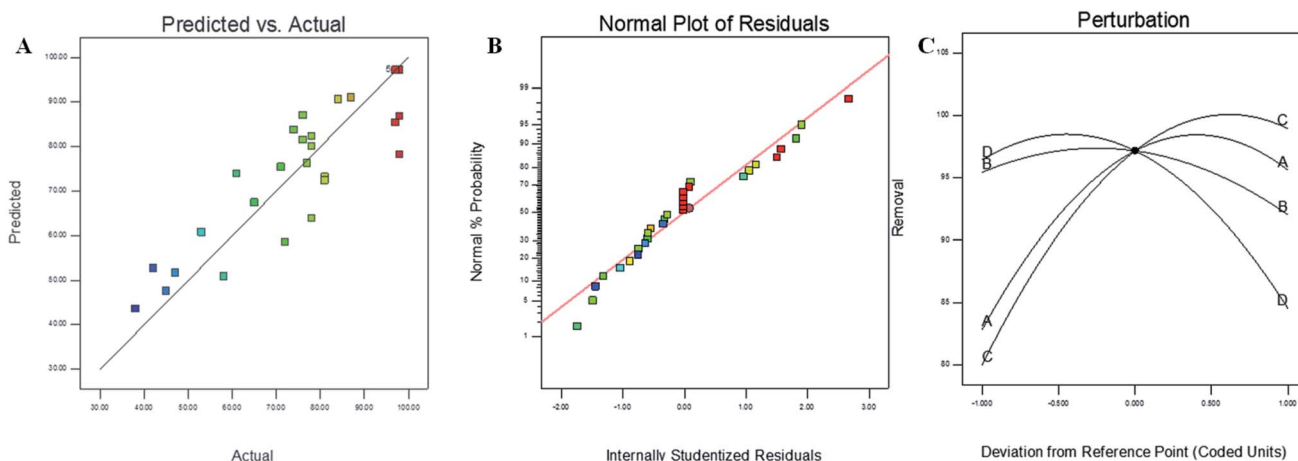 A
Predicted vs. Actual
Predicted
100.00
90.00
80.00
70.00
60.00
50.00
40.00
30.00
5
30.00 40.00 50.00 60.00 70.00 80.00 90.00 100.00
Actual
B
Normal Plot of Residuals
Normal % Probability
99
95
90
80
70
50
30
20
10
5
1
-2.00 -1.00 0.00 1.00 2.00 3.00
Internally Studentized Residuals
C
Perturbation
Removal
105
100
95
90
85
80
D
B
A
C
C
A
B
D
-1.000 -0.500 0.000 0.500 1.000
Deviation from Reference Point (Coded Units)